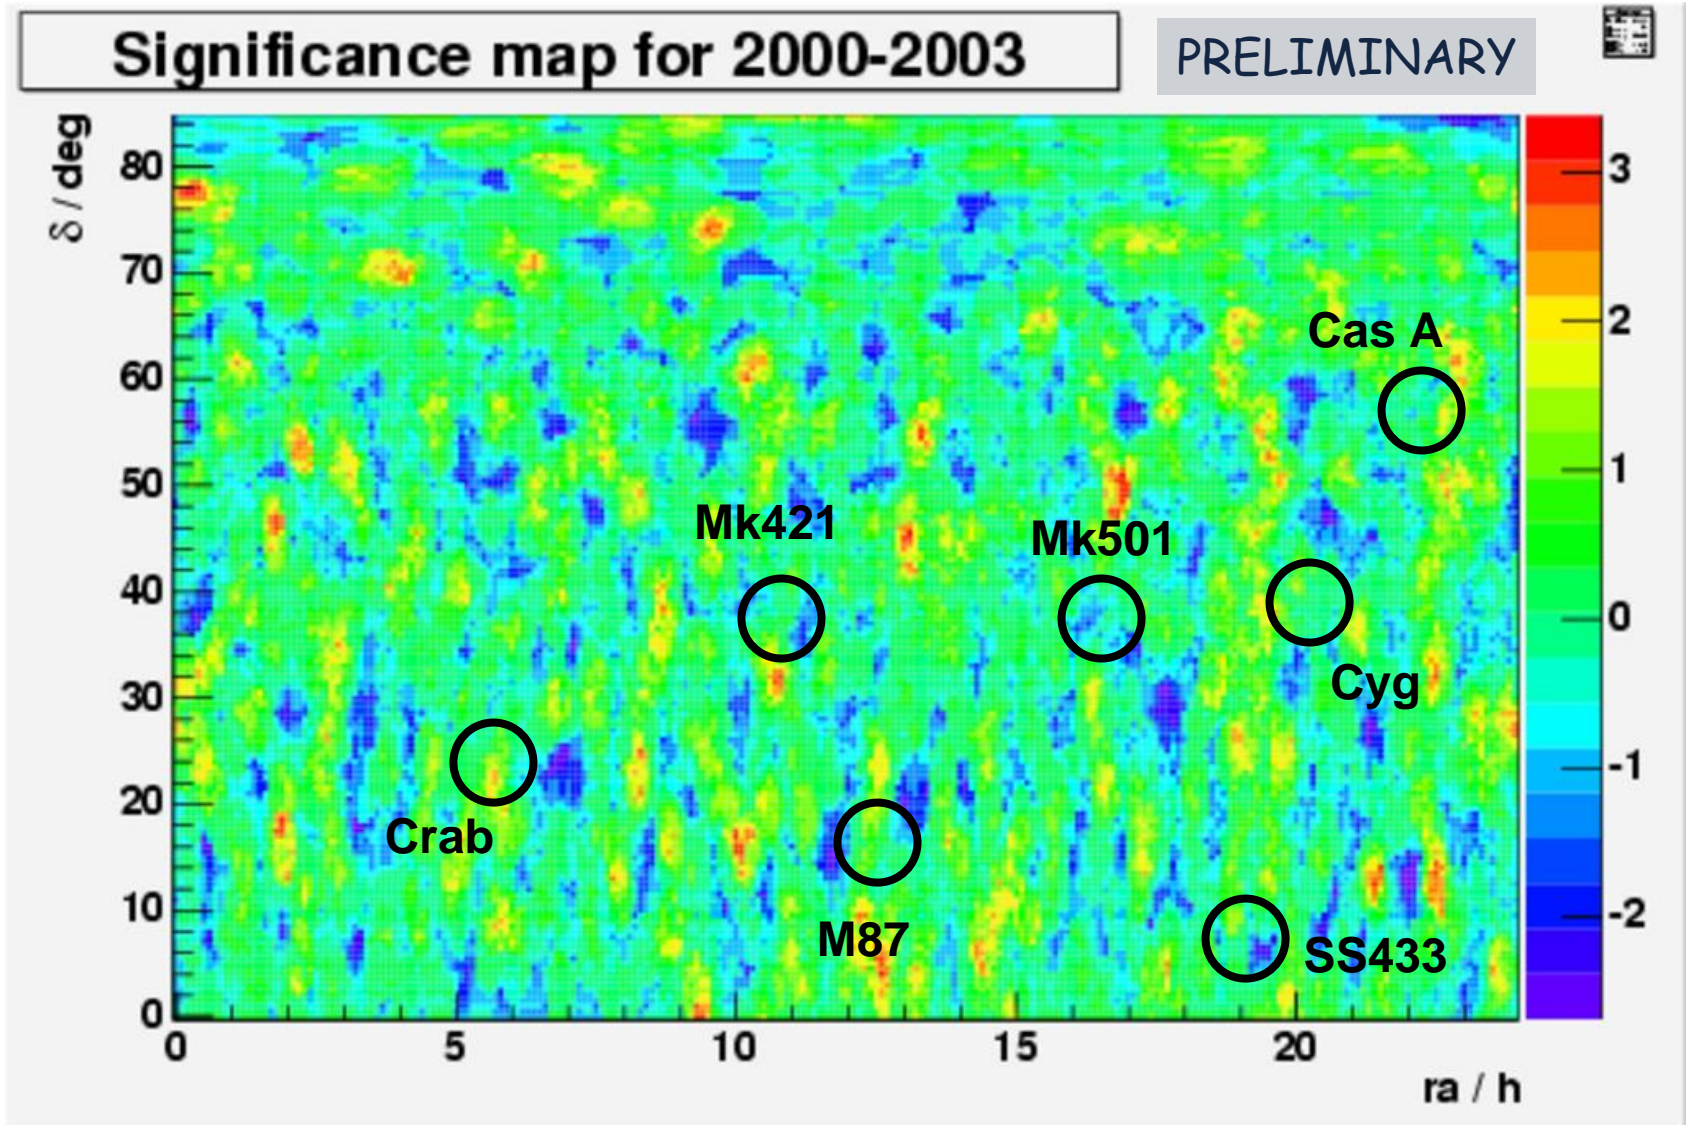 Significance map for 2000-2003
PRELIMINARY
δ / deg
80
70
60
50
40
30
20
10
0
0 5 10 15 20
ra / h
3
2
1
0
-1
-2
Cas A
Mk421
Mk501
Cyg
Crab
M87
SS433